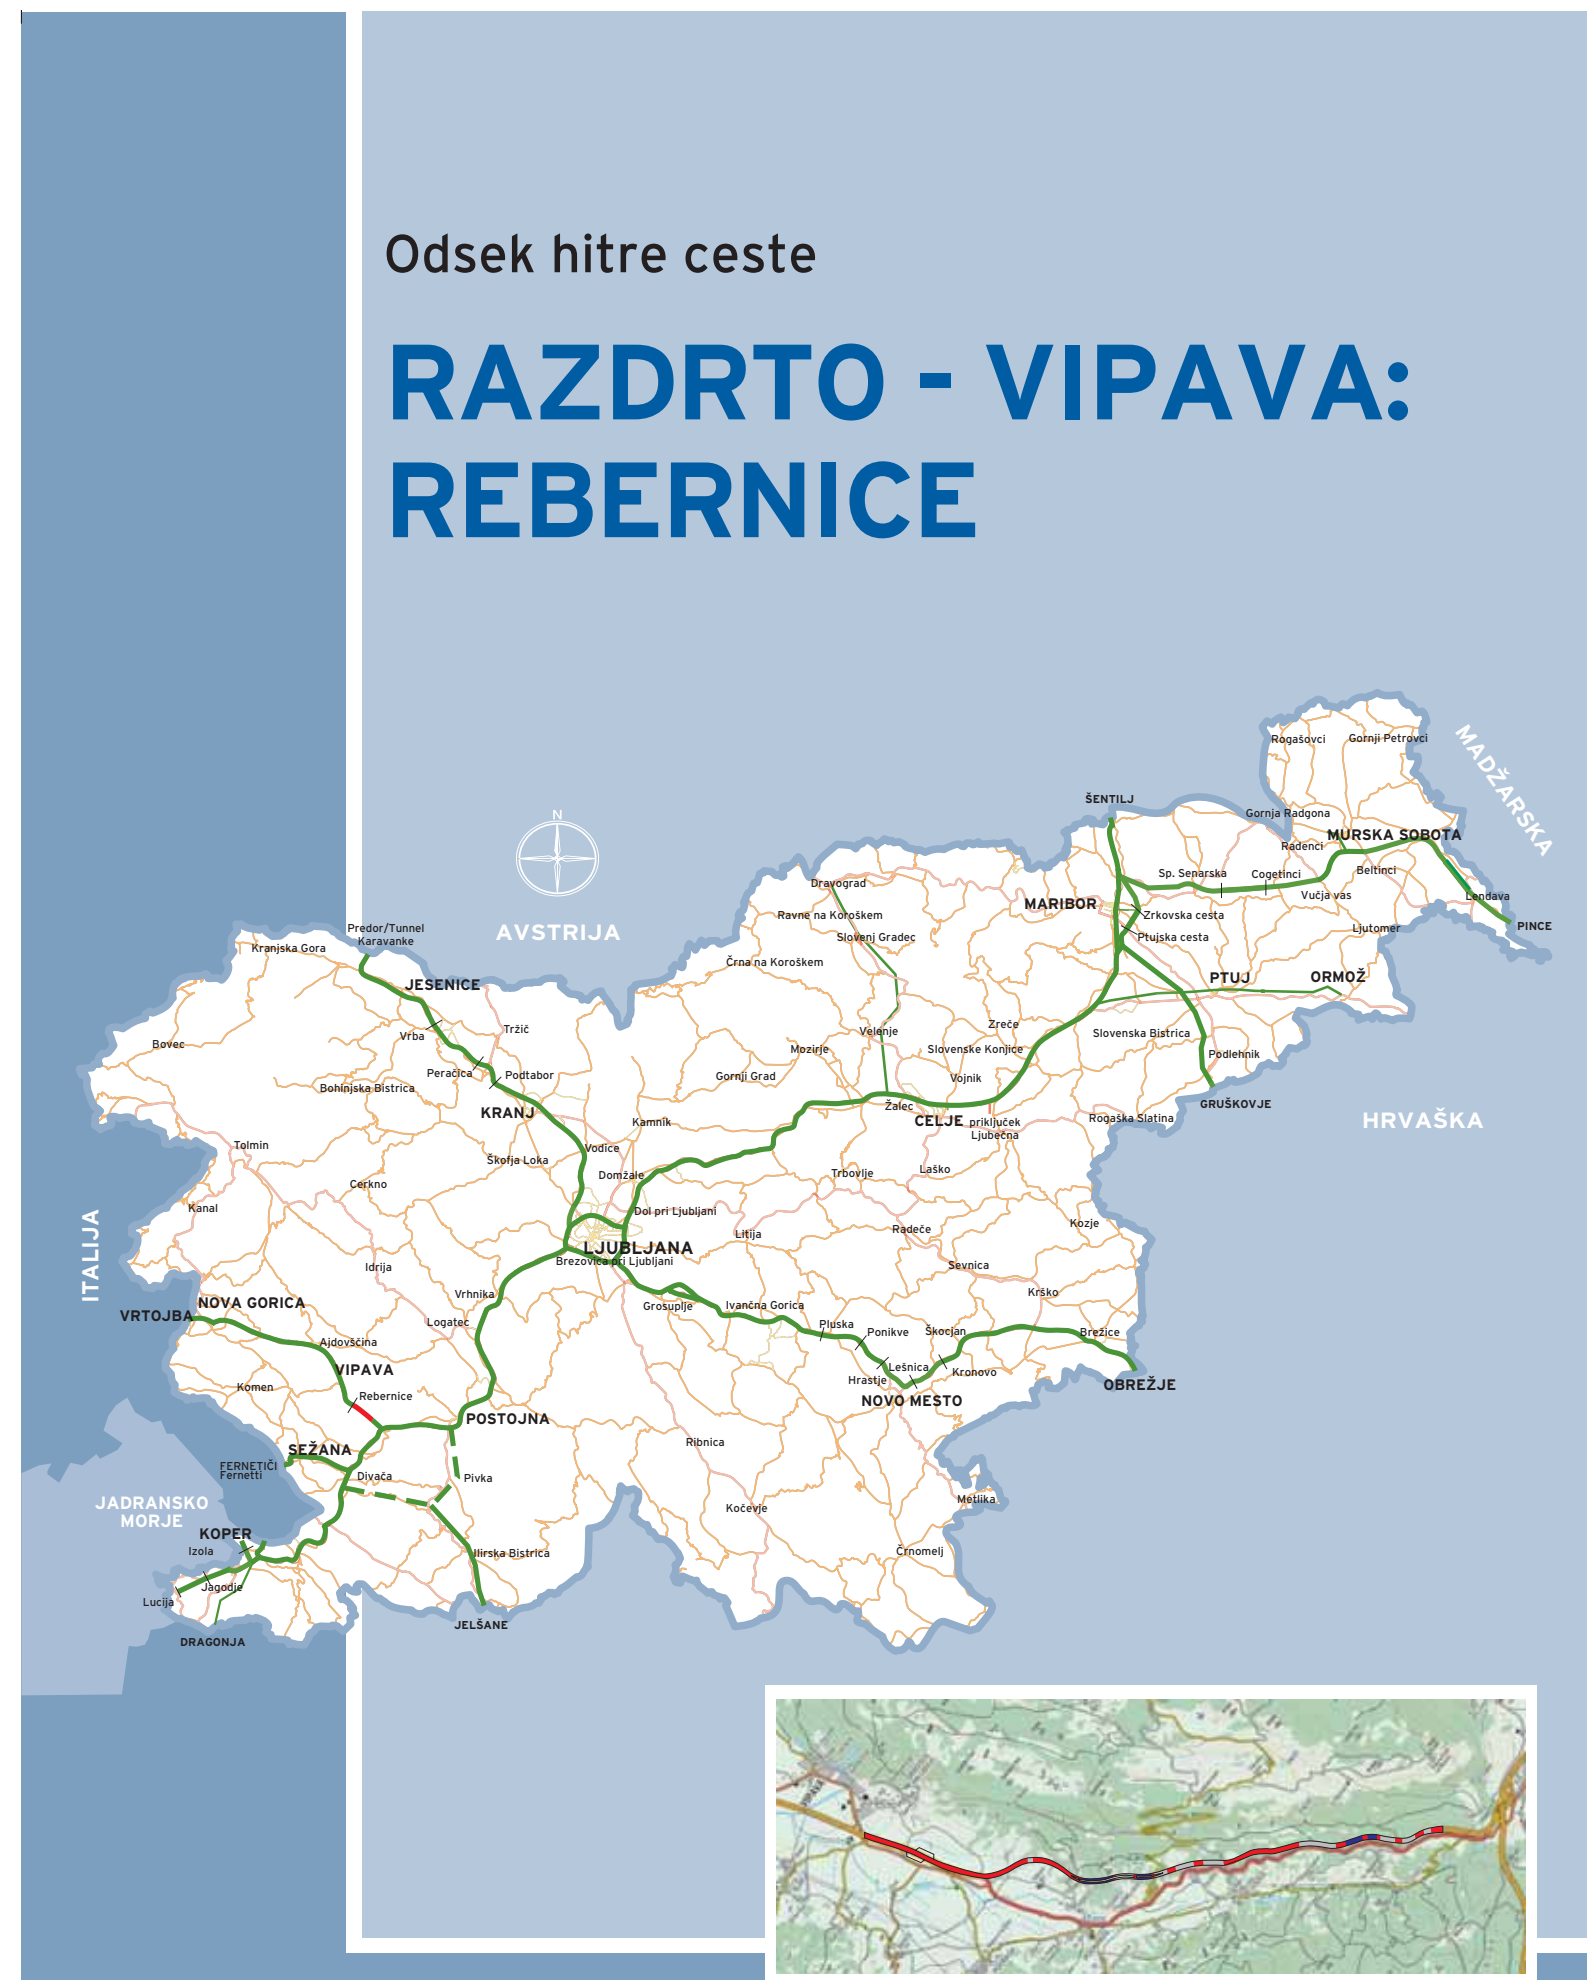 Odsek hitre ceste
RAZDRTO - VIPAVA:
REBERNICE
MADŽARSKA
Rogašovci
Gornji Petrovci
ŠENTILJ
N
Gornja Radgona
MURSKA SOBOTA
Radenci
Sp. Senarska
Cogetinci
Beltinci
Dravograd
Vučja vas
Lendava
MARIBOR
Ravne na Koroškem
Zrkovska cesta
Predor/Tunnel
Karavanke
AVSTRIJA
Slovenj Gradec
Ptujska cesta
Ljutomer
PINCE
Kranjska Gora
Črna na Koroškem
JESENICE
PTUJ
ORMOŽ
Vrba
Tržič
Velenje
Zreče
Slovenska Bistrica
Bovec
Mozirje
Slovenske Konjice
Podlehnik
Peračica
Podtabor
Gornji Grad
Vojnik
Bohinjska Bistrica
KRANJ
Žalec
GRUŠKOVJE
Kamnik
CELJE
priključek
Ljubečna
Rogaška Slatina
HRVAŠKA
Tolmin
Vodice
Škofja Loka
Domžale
Trbovlje
Laško
Cerkno
Kanal
Dol pri Ljubljani
Litija
Radeče
Kozje
ITALIJA
LJUBLJANA
Brezovica pri Ljubljani
Idrija
Sevnica
Vrhnika
Krško
NOVA GORICA
VRTOJBA
Grosuplje
Ivančna Gorica
Logatec
Pluska
Ponikve
Škocjan
Brežice
Ajdovščina
VIPAVA
Lešnica
Kronovo
Hrastje
Komen
Rebernice
OBREŽJE
NOVO MESTO
POSTOJNA
SEŽANA
Ribnica
FERNETIČI
Fernetti
Divača
Pivka
JADRANSKO
MORJE
Metlika
Kočevje
KOPER
Izola
Ilirska Bistrica
Črnomelj
Jagodje
Lucija
JELŠANE
DRAGONJA